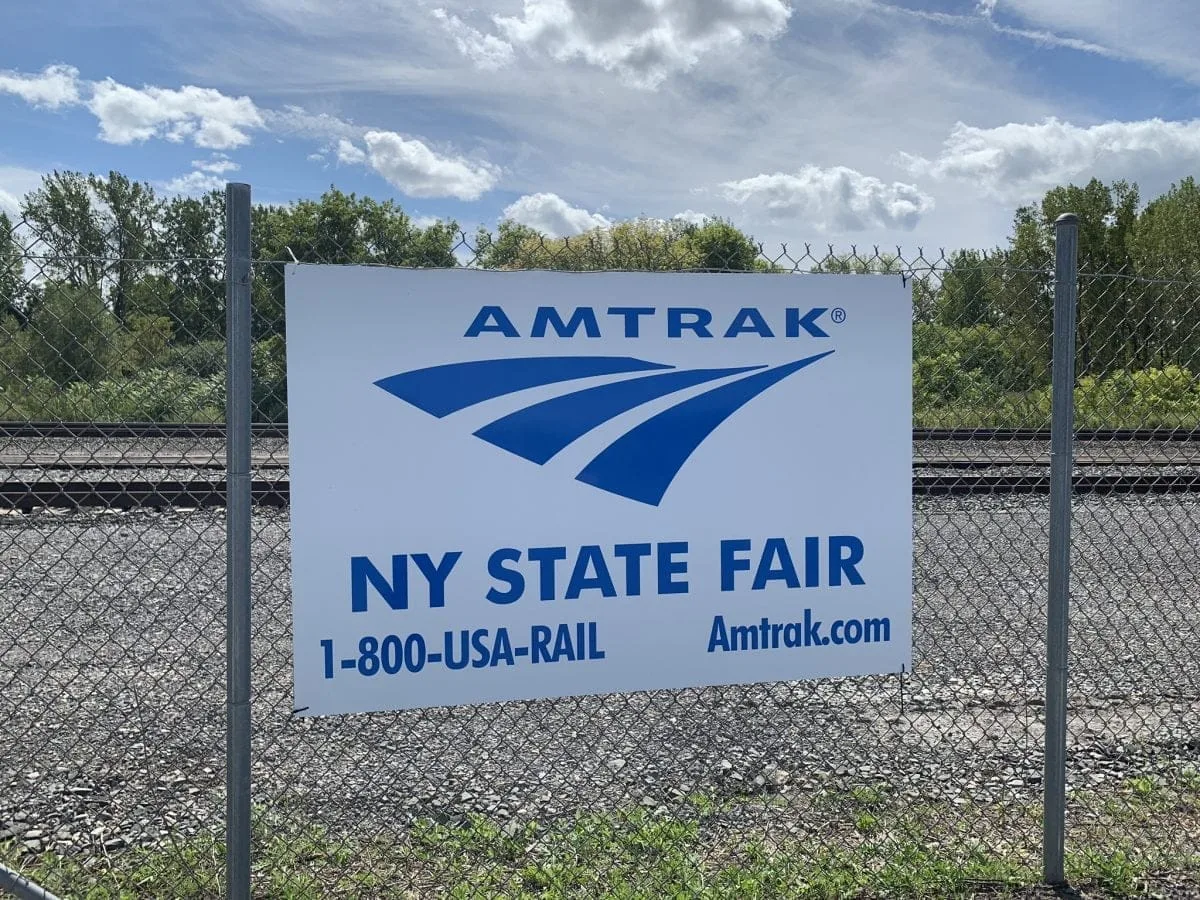 AMTRAK®
NY STATE FAIR
1-800-USA-RAIL
Amtrak.com